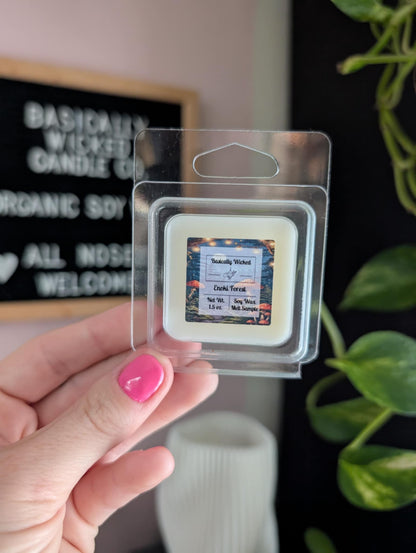 BASICALLY
WICKED
CANDLE CO.
ORGANIC SOY
♥ ALL NOSES
WELCOME
Basically Wicked
Enoki Forest
Net Wt.
1.5 oz.
Soy Wax
Melt Sample